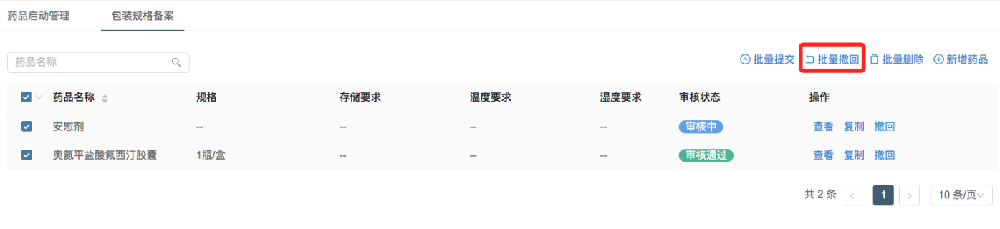 药品启动管理 包装规格备案
药品名称 批量提交 批量撤回 批量删除 新增药品
药品名称 规格 存储要求 温度要求 湿度要求 审核状态 操作
安慰剂 -- -- -- -- 审核中 查看 复制 撤回
奥氮平盐酸氟西汀胶囊 1瓶/盒 -- -- -- 审核通过 查看 复制 撤回
共 2 条 < 1 > 10 条/页